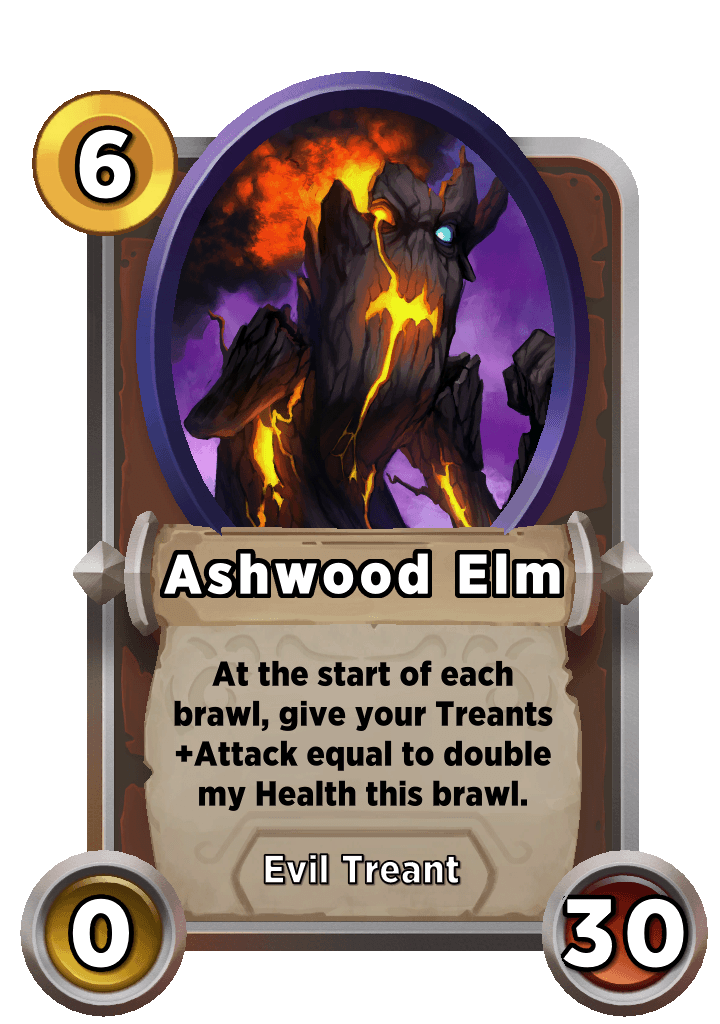 6
Ashwood Elm
At the start of each
brawl, give your Treants
+Attack equal to double
my Health this brawl.
Evil Treant
0
30